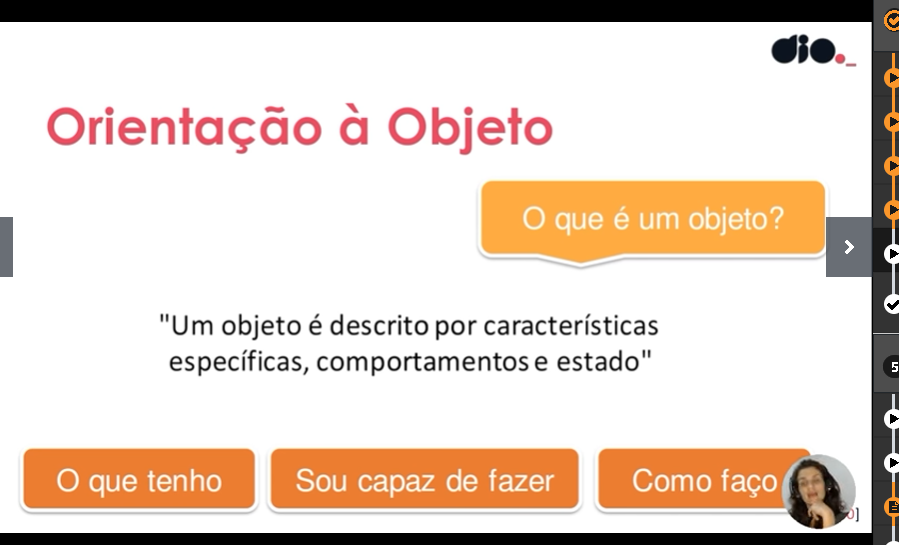 dio._
Orientação à Objeto
O que é um objeto?
"Um objeto é descrito por características
específicas, comportamentos e estado"
O que tenho
Sou capaz de fazer
Como faço
]
5